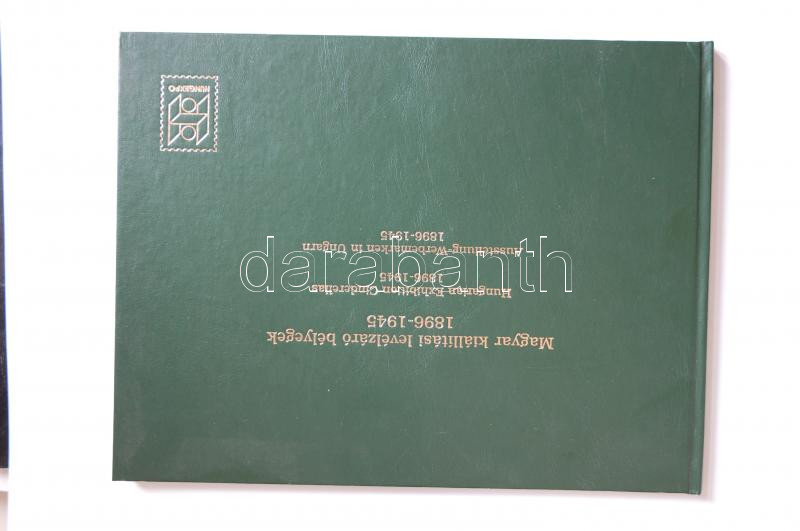 Magyar kiállítási levélzáró bélyegek
1896-1945
Hungarian Exhibition Cinderellas
1896-1945
Ausstellung-Werbemarken in Ungarn
1896-1945
HUNGEXPO
darabanth